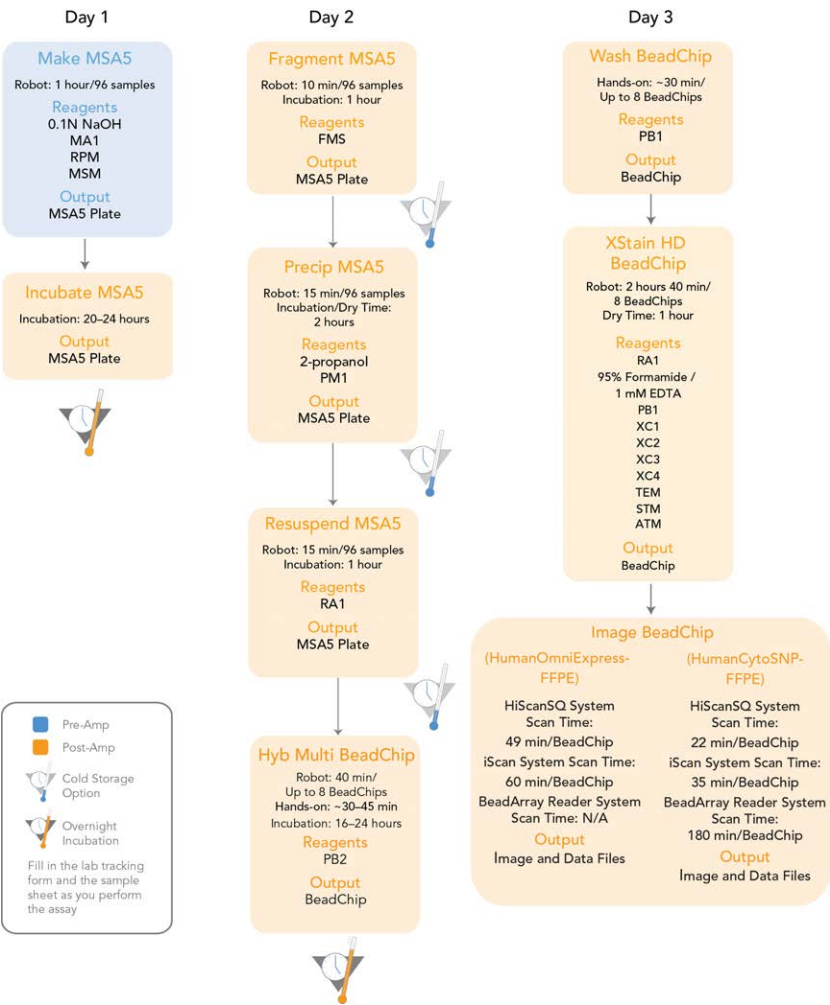 Day 1
Make MSA5
Robot: 1 hour/96 samples
Reagents
0.1N NaOH
MA1
RPM
MSM
Output
MSA5 Plate
Incubate MSA5
Incubation: 20–24 hours
Output
MSA5 Plate
Pre-Amp
Post-Amp
Cold Storage
Option
Overnight
Incubation
Fill in the lab tracking
form and the sample
sheet as you perform
the assay
Day 2
Fragment MSA5
Robot: 10 min/96 samples
Incubation: 1 hour
Reagents
FMS
Output
MSA5 Plate
Precip MSA5
Robot: 15 min/96 samples
Incubation/Dry Time:
2 hours
Reagents
2-propanol
PM1
Output
MSA5 Plate
Resuspend MSA5
Robot: 15 min/96 samples
Incubation: 1 hour
Reagents
RA1
Output
MSA5 Plate
Hyb Multi BeadChip
Robot: 40 min/
Up to 8 BeadChips
Hands-on: ~30–45 min
Incubation: 16–24 hours
Reagents
PB2
Output
BeadChip
Day 3
Wash BeadChip
Hands-on: ~30 min/
Up to 8 BeadChips
Reagents
PB1
Output
BeadChip
XStain HD
BeadChip
Robot: 2 hours 40 min/
8 BeadChips
Dry Time: 1 hour
Reagents
RA1
95% Formamide /
1 mM EDTA
PB1
XC1
XC2
XC3
XC4
TEM
STM
ATM
Output
BeadChip
Image BeadChip
(HumanOmniExpress-
FFPE)
HiScanSQ System
Scan Time:
49 min/BeadChip
iScan System Scan Time:
60 min/BeadChip
BeadArray Reader System
Scan Time: N/A
Output
Image and Data Files
(HumanCytoSNP-
FFPE)
HiScanSQ System
Scan Time:
22 min/BeadChip
iScan System Scan Time:
35 min/BeadChip
BeadArray Reader System
Scan Time:
180 min/BeadChip
Output
Image and Data Files